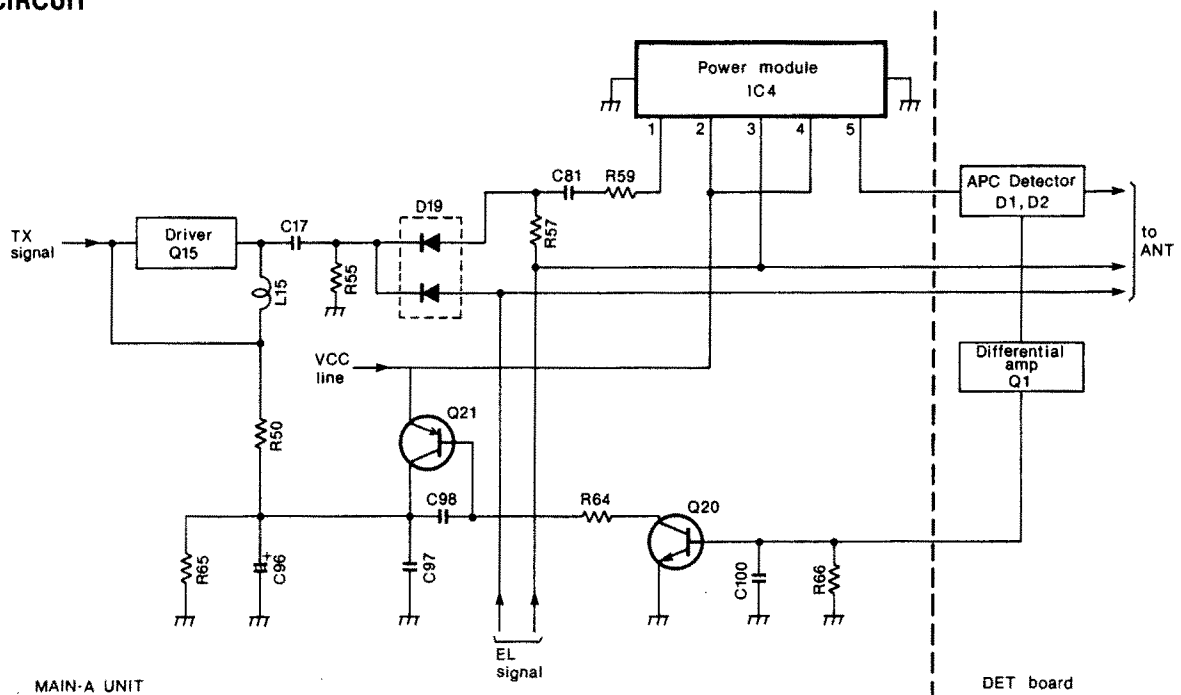 CIRCUIT
Power module
IC4
1
2
3
4
5
C81
R59
APC Detector
D1, D2
D19
R57
TX
signal
Driver
Q15
C17
R55
L15
to
ANT
VCC
line
Differential
amp
Q1
Q21
R50
C98
R64
Q20
R65
+
C96
C97
C100
R66
EL
signal
MAIN-A UNIT
DET board